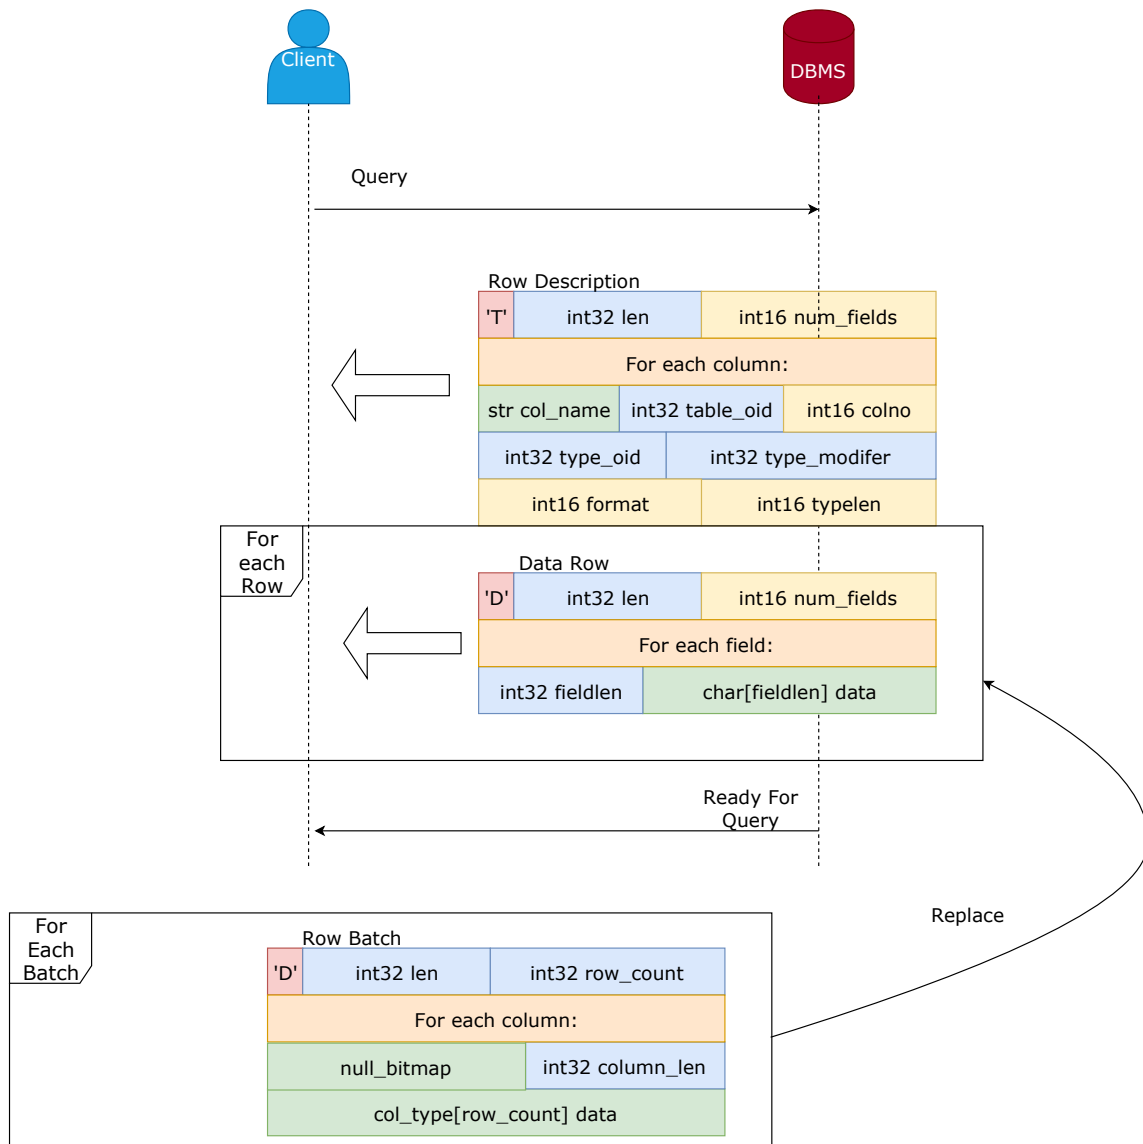 Client
DBMS
Query
Row Description
'T' int32 len int16 num_fields
For each column:
str col_name int32 table_oid int16 colno
int32 type_oid int32 type_modifer
int16 format int16 typelen
For
each
Row
Data Row
'D' int32 len int16 num_fields
For each field:
int32 fieldlen char[fieldlen] data
Ready For
Query
Replace
For
Each
Batch
Row Batch
'D' int32 len int32 row_count
For each column:
null_bitmap int32 column_len
col_type[row_count] data